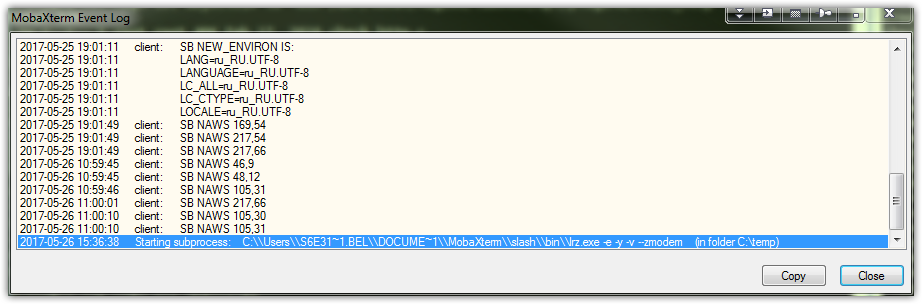 MobaXterm Event Log
2017-05-25 19:01:11 client: SB NEW_ENVIRON IS:
2017-05-25 19:01:11 LANG=ru_RU.UTF-8
2017-05-25 19:01:11 LANGUAGE=ru_RU.UTF-8
2017-05-25 19:01:11 LC_ALL=ru_RU.UTF-8
2017-05-25 19:01:11 LC_CTYPE=ru_RU.UTF-8
2017-05-25 19:01:11 LOCALE=ru_RU.UTF-8
2017-05-25 19:01:49 client: SB NAWS 169,54
2017-05-25 19:01:49 client: SB NAWS 217,54
2017-05-25 19:01:49 client: SB NAWS 217,66
2017-05-26 10:59:45 client: SB NAWS 46,9
2017-05-26 10:59:45 client: SB NAWS 48,12
2017-05-26 10:59:46 client: SB NAWS 105,31
2017-05-26 11:00:01 client: SB NAWS 217,66
2017-05-26 11:00:10 client: SB NAWS 105,30
2017-05-26 11:00:10 client: SB NAWS 105,31
2017-05-26 15:36:38 Starting subprocess: C:\\Users\\S6E31~1.BEL\\DOCUME~1\\MobaXterm\\slash\\bin\\lrz.exe -e -y -v --zmodem (in folder C:\temp)
Copy Close